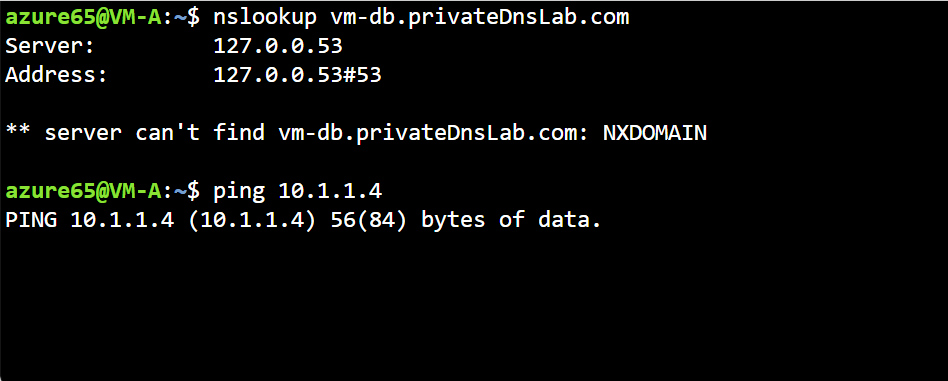 azure65@VM-A:~$ nslookup vm-db.privateDnsLab.com
Server:         127.0.0.53
Address:        127.0.0.53#53
** server can't find vm-db.privateDnsLab.com: NXDOMAIN
azure65@VM-A:~$ ping 10.1.1.4
PING 10.1.1.4 (10.1.1.4) 56(84) bytes of data.